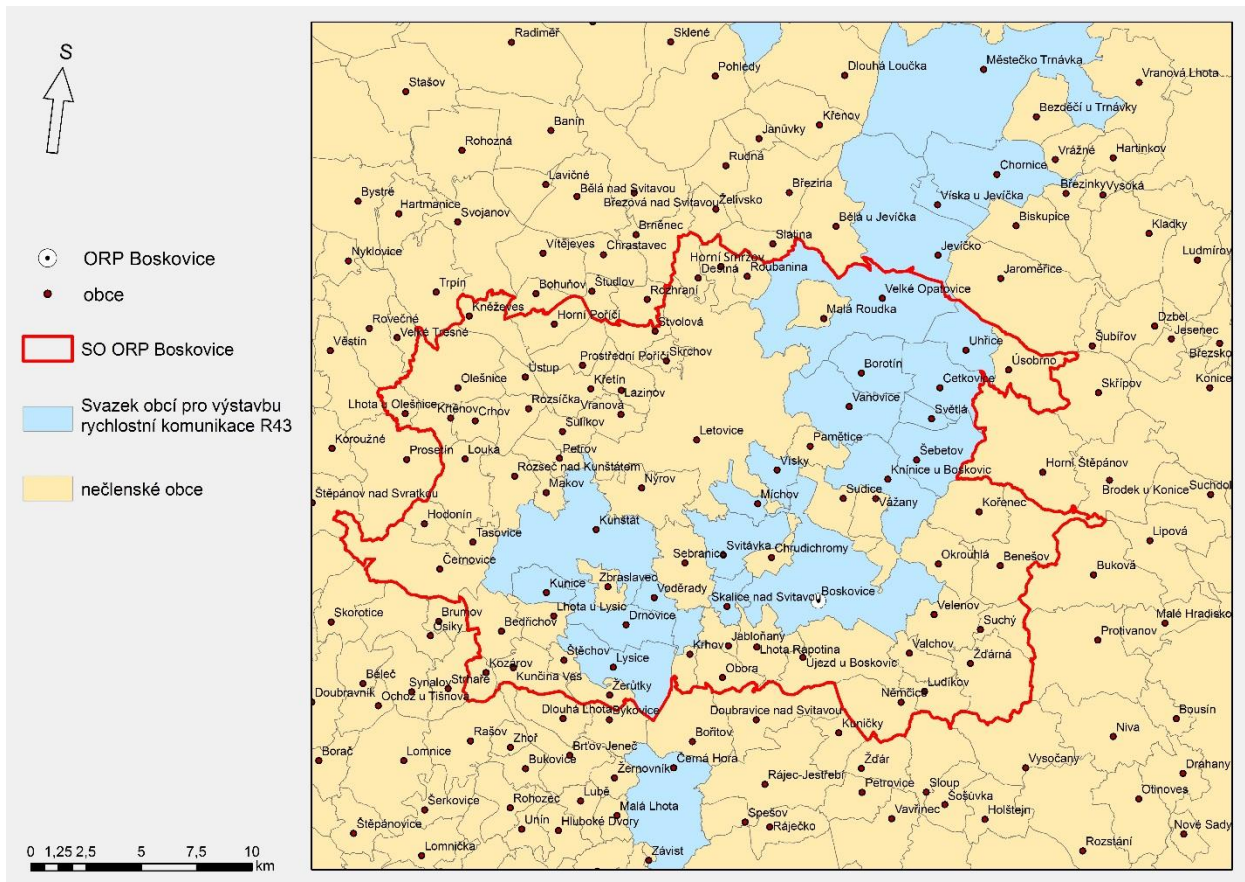 S
ORP Boskovice
obce
SO ORP Boskovice
Svazek obcí pro výstavbu
rychlostní komunikace R43
nečlenské obce
0 1,25 2,5 5 7,5 10
km
Radiměř
Sklené
Pohledy
Dlouhá Loučka
Městečko Trnávka
Vranová Lhota
Stašov
Bezděčí u Trnávky
Banín
Křenov
Janůvky
Rohozná
Rudná
Vrážné
Hartinkov
Chornice
Lavičné
Bělá nad Svitavou
Březová nad Svitavou
Březina
Březinky
Vysoká
Bystré
Hartmanice
Želivsko
Víska u Jevíčka
Svojanov
Biskupice
Brněnec
Bělá u Jevíčka
Kladky
Slatina
Vítějeves
Chrastavec
Jevíčko
Nyklovice
Horní Smržov
Ludmírov
Deštná
Roubanina
Jaroměřice
Trpín
Bohuňov
Študlov
Rozhraní
Velké Opatovice
Kněževes
Horní Poříčí
Malá Roudka
Rovečné
Velké Tresné
Stvolová
Dzbel
Jesenec
Věstín
Uhřice
Šubířov
Březsko
Prostřední Poříčí
Skrchov
Úsobno
Olešnice
Ústup
Borotín
Křetín
Lazinov
Cetkovice
Skřípov
Konice
Lhota u Olešnice
Křtěnov
Crhov
Rozsíčka
Vranová
Vanovice
Světlá
Sulíkov
Letovice
Pamětice
Korouźné
Prosetín
Louka
Petrov
Šebetov
Rozseč nad Kunštátem
Vísky
Knínice u Boskovic
Horní Štěpánov
Makov
Nýrov
Míchov
Sudice
Vážany
Brodek u Konice
Suchdol
Štěpánov nad Svratkou
Kořenec
Hodonín
Kunštát
Lipová
Tasovice
Svitávka
Chrudichromy
Sebranice
Okrouhlá
Benešov
Černovice
Buková
Kunice
Zbraslavec
Voděrady
Skalice nad Svitavou
Boskovice
Skorotice
Brumov
Osiky
Bedřichov
Lhota u Lysic
Drnovice
Velenov
Suchý
Malé Hradisko
Protivanov
Krhov
Jabloňany
Lhota Rapotina
Újezd u Boskovic
Valchov
Žďárná
Štěchov
Lysice
Kozárov
Kunčina Ves
Obora
Běleč
Synalov
Strhaře
Doubravník
Ochoz u Tišnova
Žerůtky
Němčice
Ludíkov
Dlouhá Lhota
Býkovice
Doubravice nad Svitavou
Bousín
Kuničky
Niva
Rašov
Zhoř
Bořitov
Borač
Lomnice
Brťov-Jeneč
Bukovice
Žernovník
Černá Hora
Žďár
Vysočany
Drahany
Rájec-Jestřebí
Petrovice
Sloup
Otinoves
Šerkovice
Rohozec
Lubě
Malá Lhota
Šošůvka
Vavřinec
Holštejn
Štěpánovice
Unín
Hluboké Dvory
Spešov
Ráječko
Nové Sady
Lomnička
Závist
Rozstání